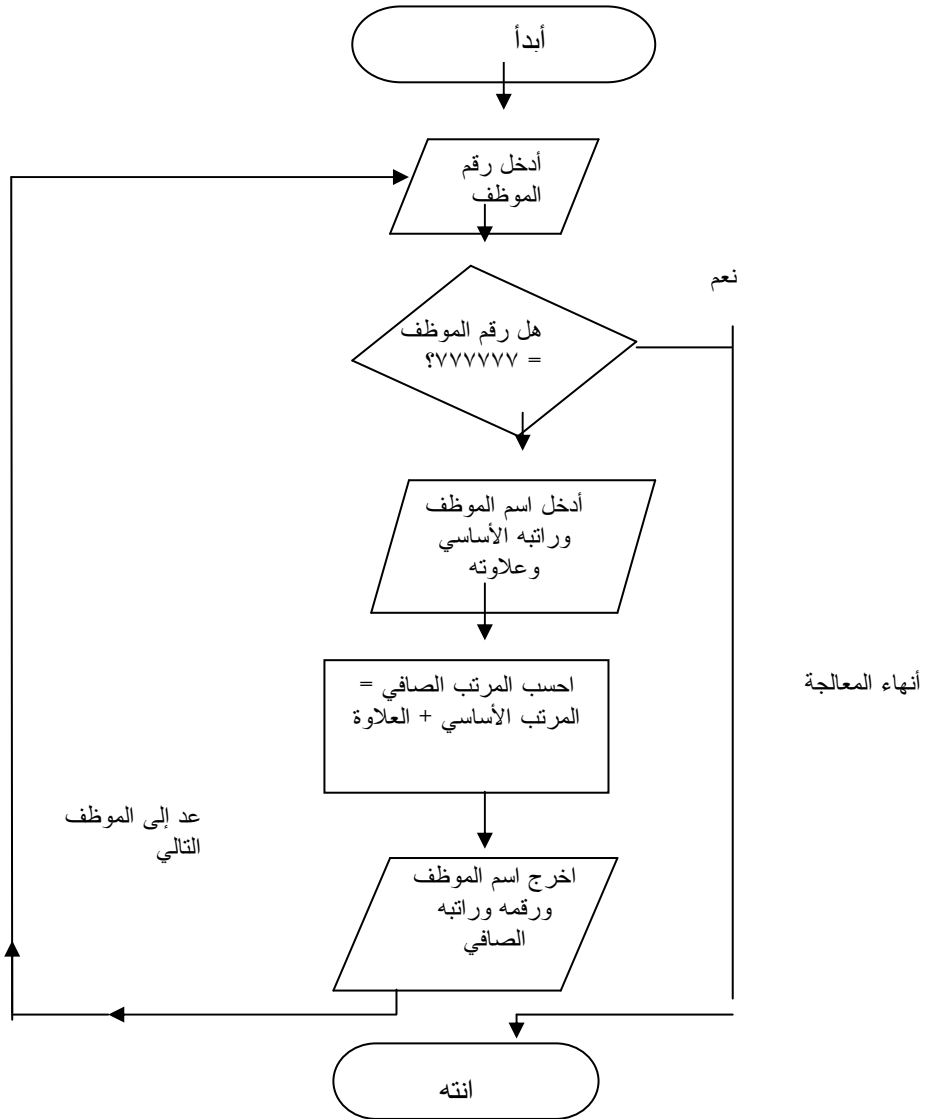 أبدأ
أدخل رقم
الموظف
نعم
هل رقم الموظف
= ٧٧٧٧٧٧؟
أدخل اسم الموظف
وراتبه الأساسي
وعلاوته
احسب المرتب الصافي =
المرتب الأساسي + العلاوة
أنهاء المعالجة
عد إلى الموظف
التالي
اخرج اسم الموظف
ورقمه وراتبه
الصافي
انته